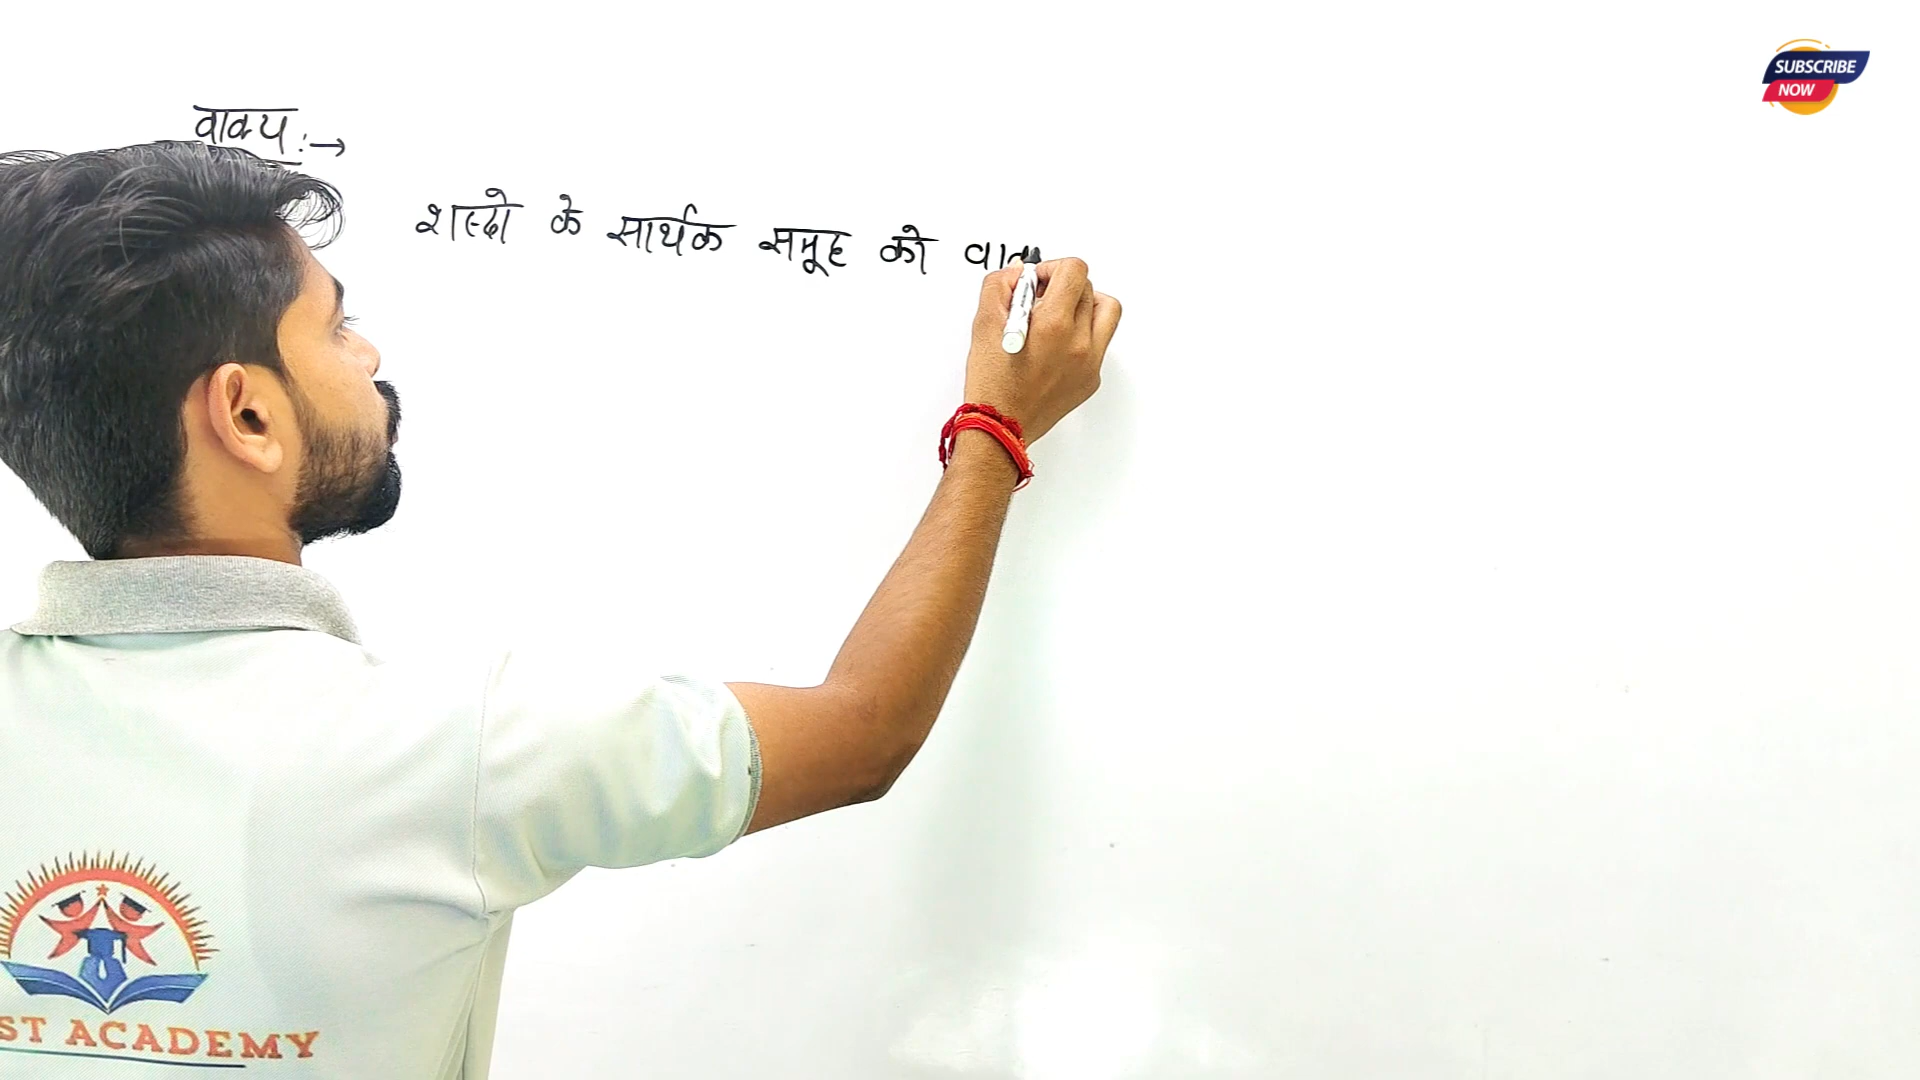 वाक्य :→
शब्दो के सार्थक समूह को
SUBSCRIBE
NOW
ST ACADEMY